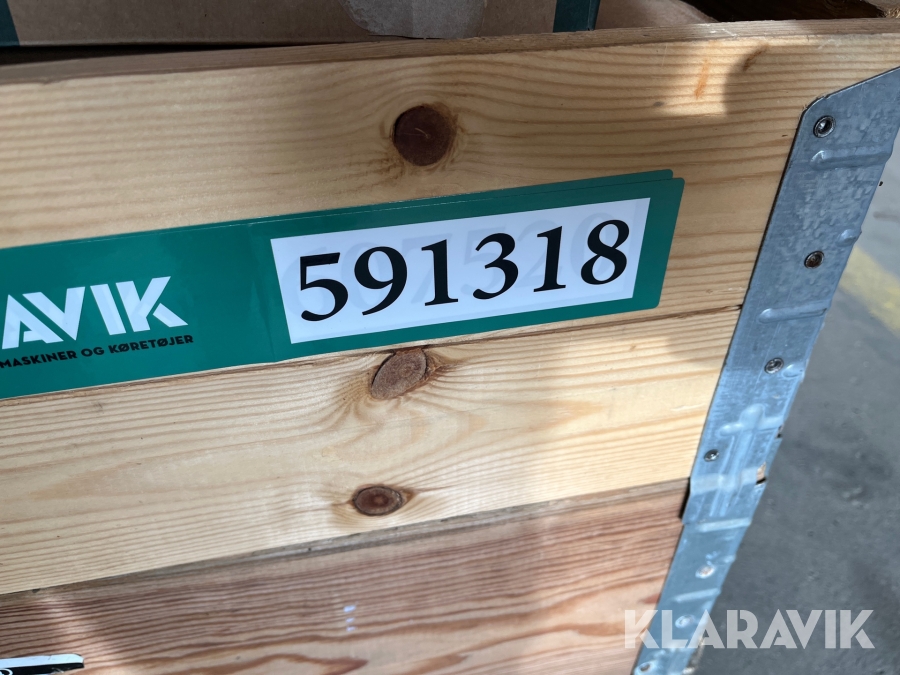 591318
AVIK
MASKINER OG KØRETØJER
KLARAVIK